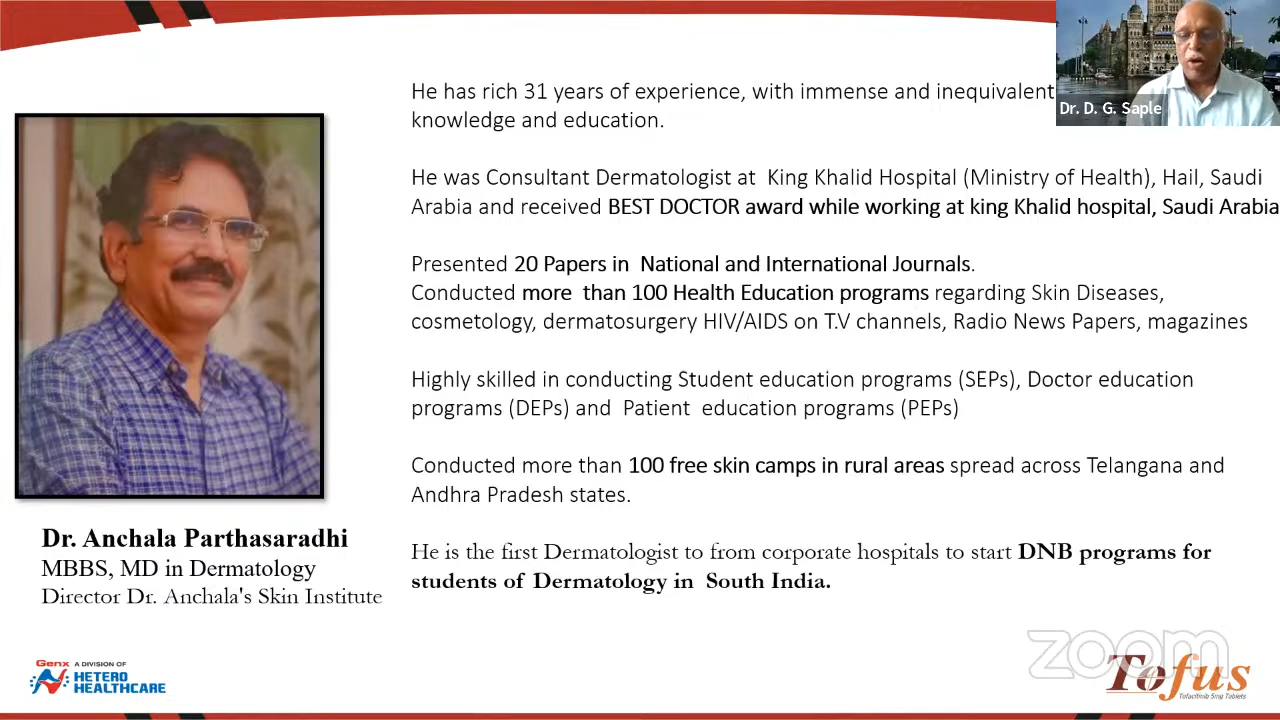 He has rich 31 years of experience, with immense and inequivalent
knowledge and education.
Dr. D. G. Saple
He was Consultant Dermatologist at King Khalid Hospital (Ministry of Health), Hail, Saudi
Arabia and received BEST DOCTOR award while working at king Khalid hospital, Saudi Arabia
Presented 20 Papers in National and International Journals.
Conducted more than 100 Health Education programs regarding Skin Diseases,
cosmetology, dermatosurgery HIV/AIDS on T.V channels, Radio News Papers, magazines
Highly skilled in conducting Student education programs (SEPs), Doctor education
programs (DEPs) and Patient education programs (PEPs)
Conducted more than 100 free skin camps in rural areas spread across Telangana and
Andhra Pradesh states.
He is the first Dermatologist to from corporate hospitals to start DNB programs for
students of Dermatology in South India.
Dr. Anchala Parthasaradhi
MBBS, MD in Dermatology
Director Dr. Anchala's Skin Institute
Genx A DIVISION OF
HETERO
HEALTHCARE
zoom
Tofus
Tofacitinib 5mg Tablets